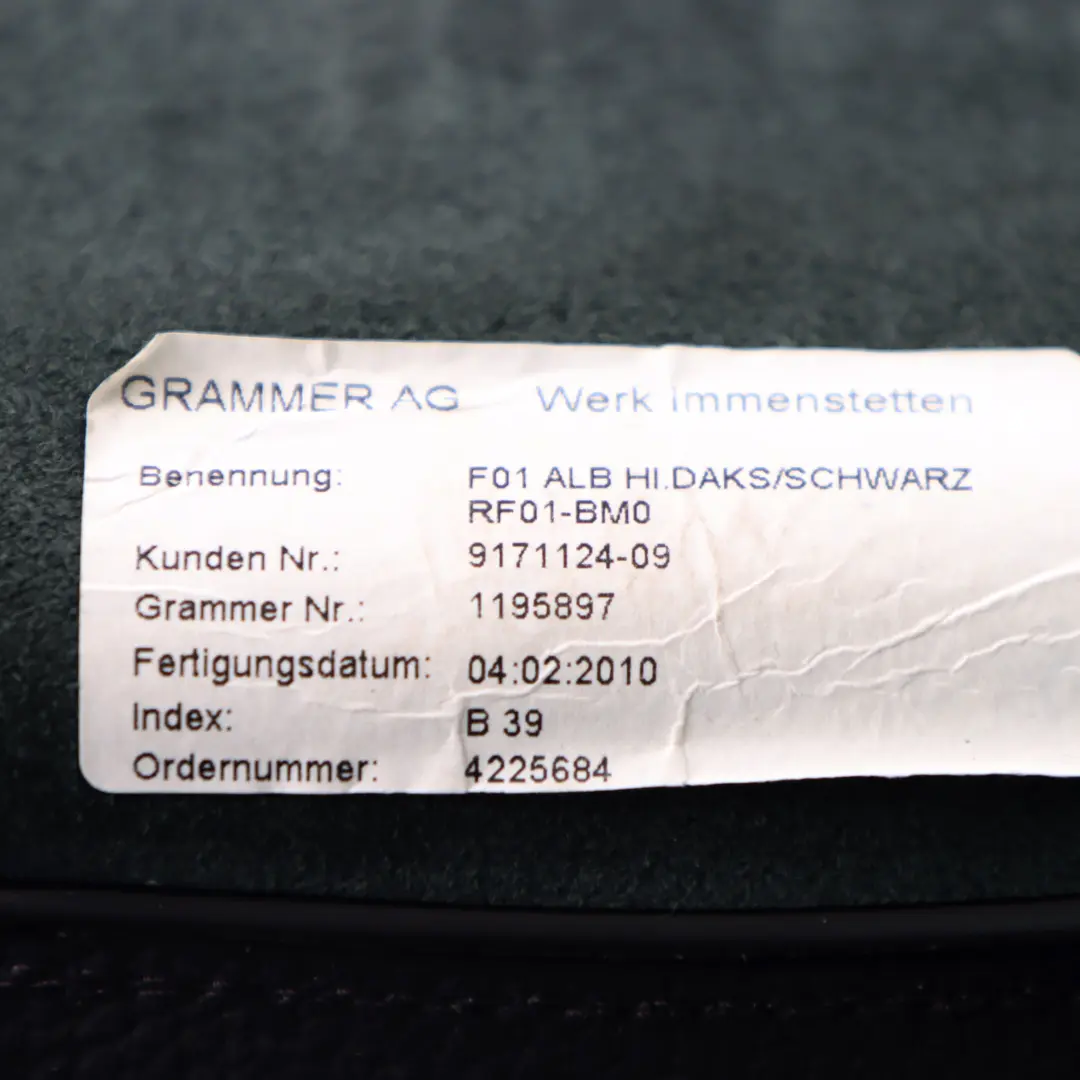 GRAMMER AG Werk Immenstetten
Benennung: F01 ALB HI.DAKS/SCHWARZ
RF01-BM0
Kunden Nr.: 9171124-09
Grammer Nr.: 1195897
Fertigungsdatum: 04:02:2010
Index: B 39
Ordernummer: 4225684